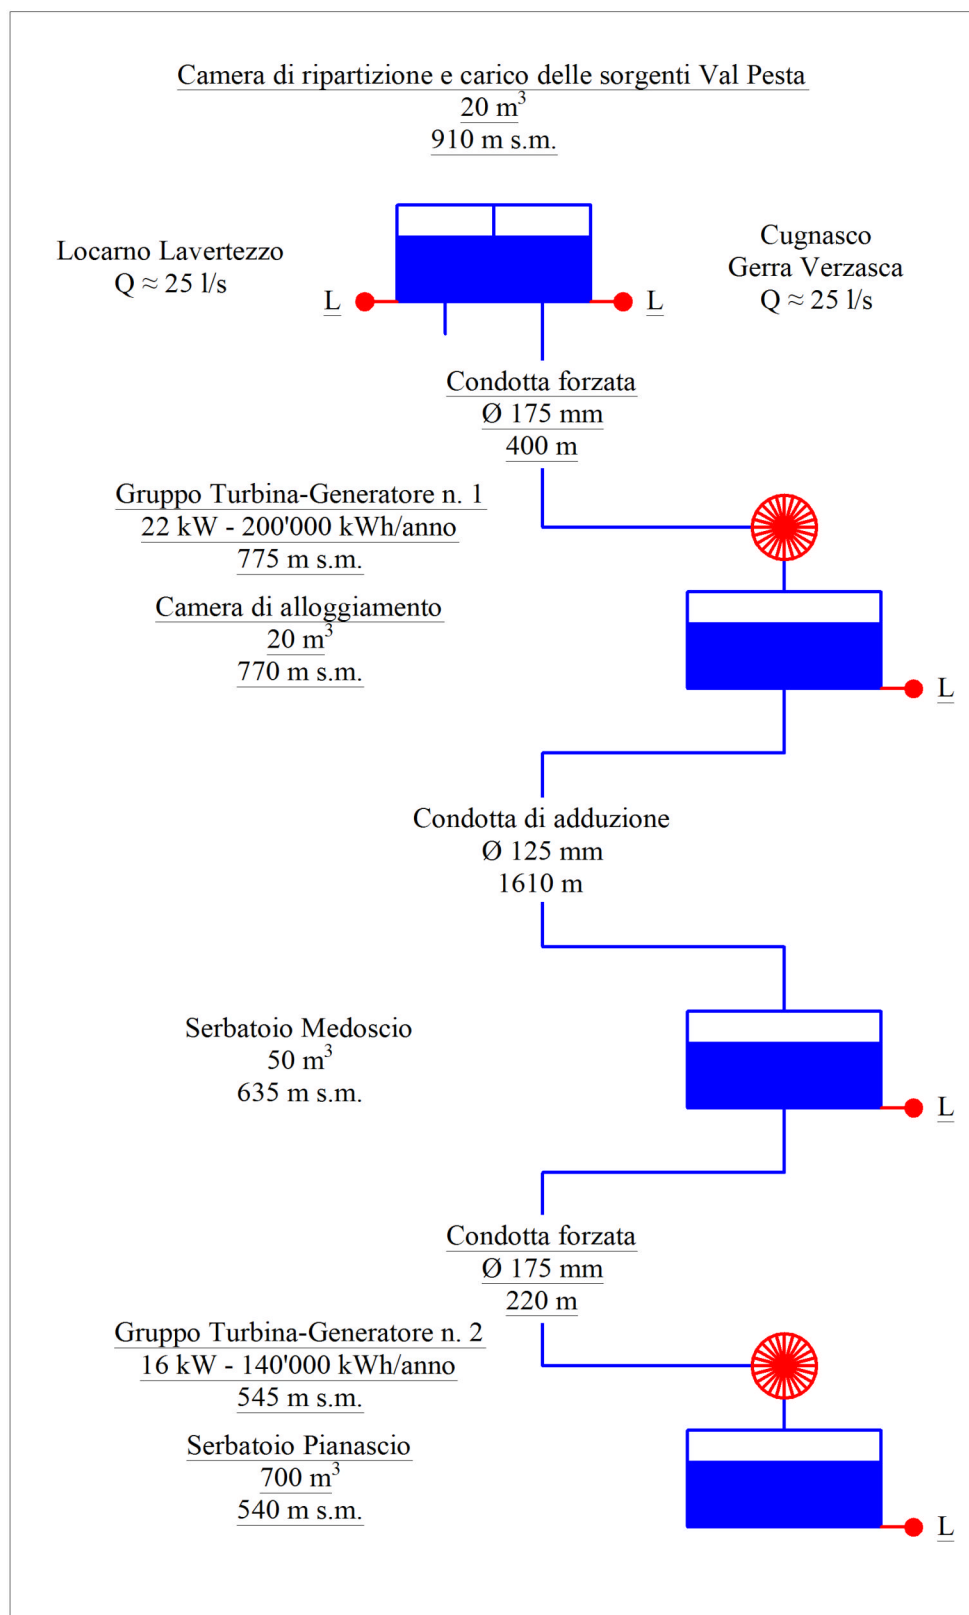 Camera di ripartizione e carico delle sorgenti Val Pesta
20 m³
910 m s.m.
Locarno Lavertezzo
Q ≈ 25 l/s
Cugnasco
Gerra Verzasca
Q ≈ 25 l/s
L
L
Condotta forzata
Ø 175 mm
400 m
Gruppo Turbina-Generatore n. 1
22 kW - 200'000 kWh/anno
775 m s.m.
Camera di alloggiamento
20 m³
770 m s.m.
L
Condotta di adduzione
Ø 125 mm
1610 m
Serbatoio Medoscio
50 m³
635 m s.m.
L
Condotta forzata
Ø 175 mm
220 m
Gruppo Turbina-Generatore n. 2
16 kW - 140'000 kWh/anno
545 m s.m.
Serbatoio Pianascio
700 m³
540 m s.m.
L